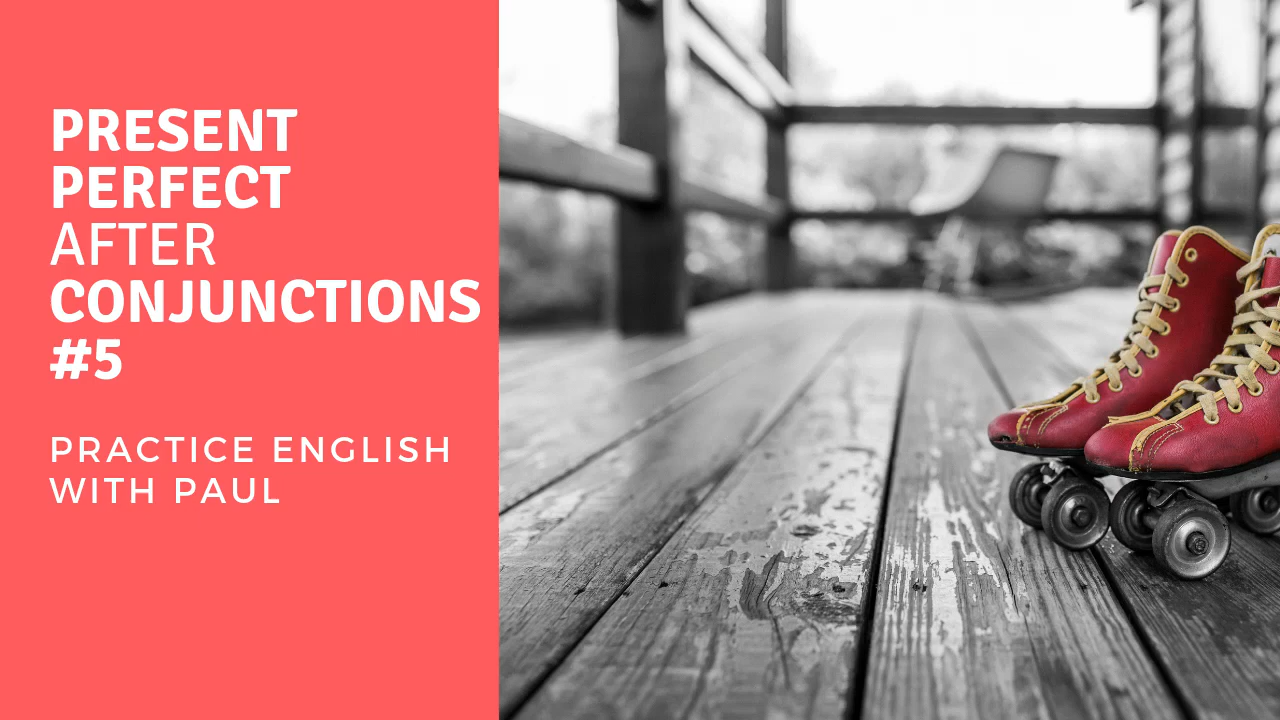 PRESENT
PERFECT
AFTER
CONJUNCTIONS
#5
PRACTICE ENGLISH
WITH PAUL